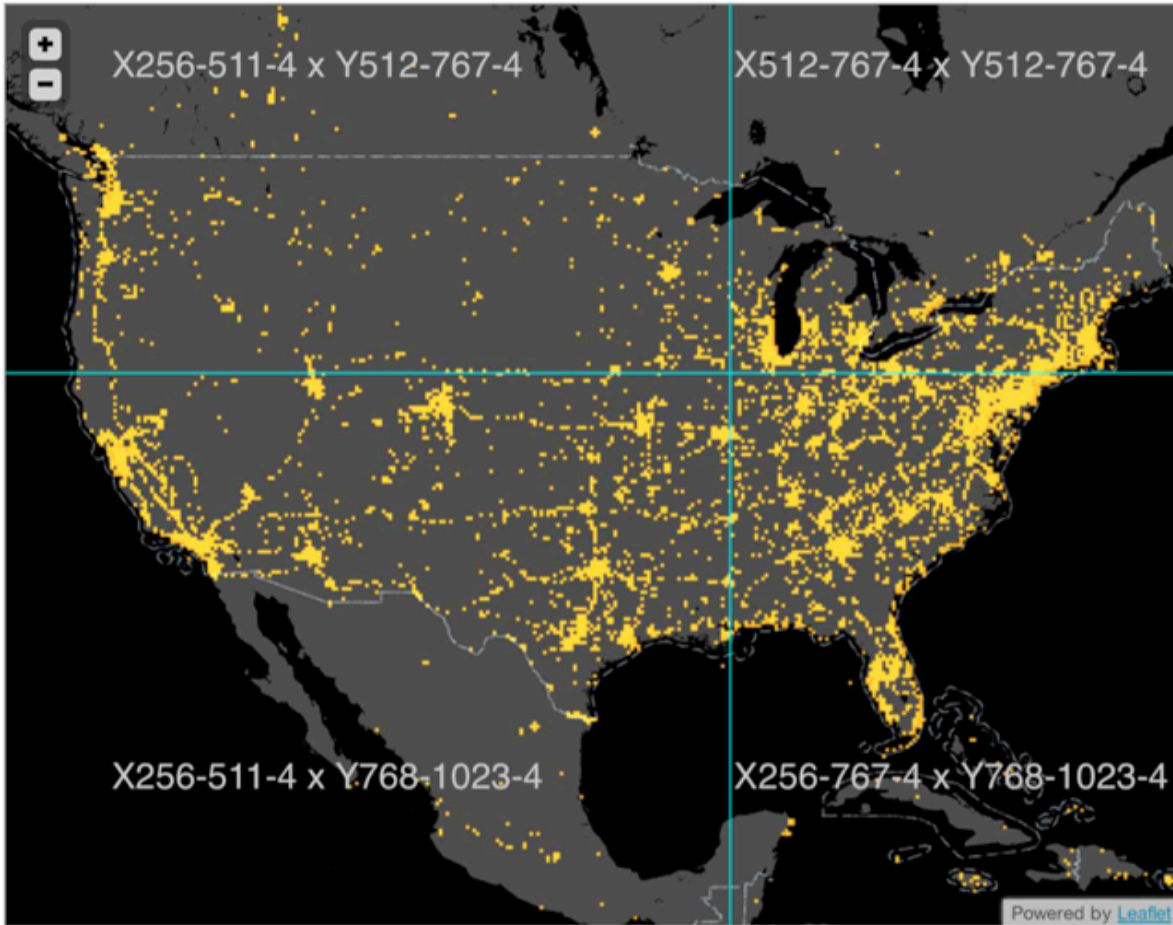 +
−
X256-511-4 x Y512-767-4
X512-767-4 x Y512-767-4
X256-511-4 x Y768-1023-4
X256-767-4 x Y768-1023-4
Powered by Leaflet